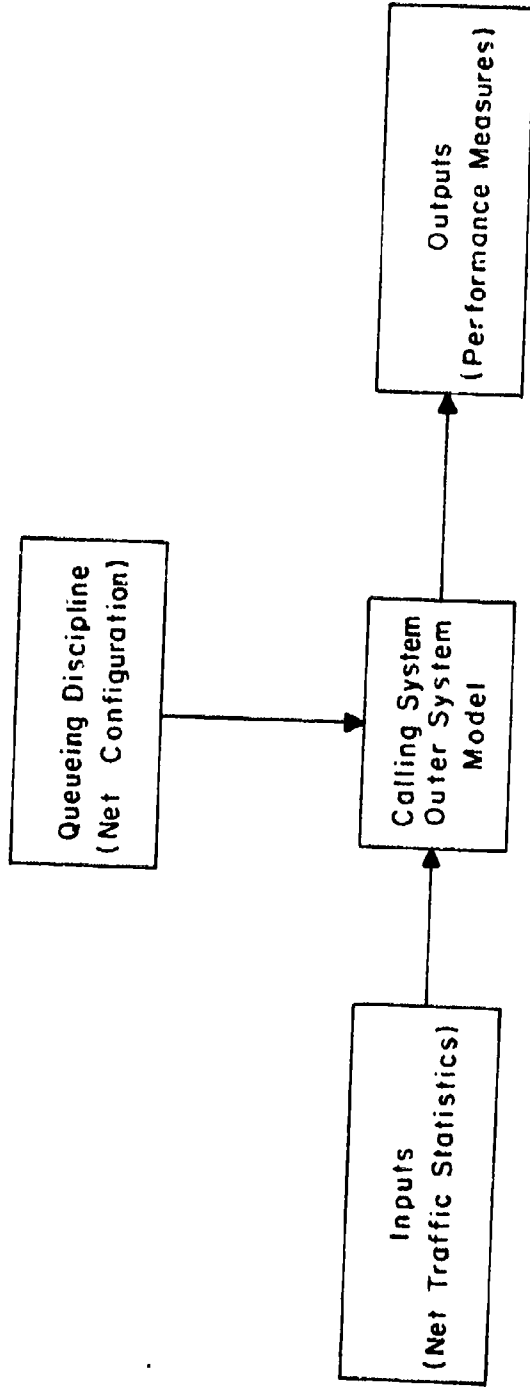 Queueing Discipline
(Net Configuration)
Inputs
(Net Traffic Statistics)
Calling System
Outer System
Model
Outputs
(Performance Measures)